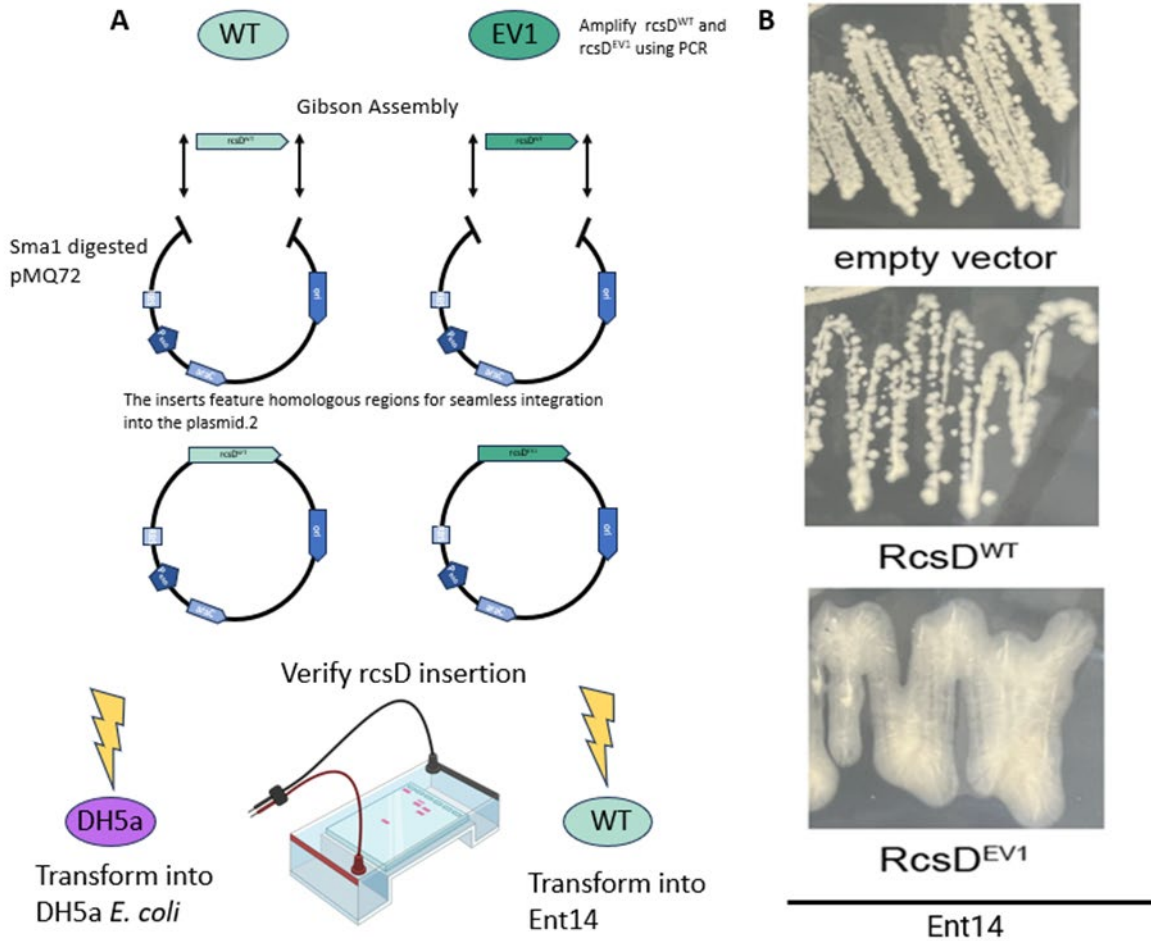 A
WT
EV1
Amplify rcsDWT and
rcsDEV1 using PCR
Gibson Assembly
rcsDWT
rcsDWT
Sma1 digested
pMQ72
ori
ori
araC
araC
The inserts feature homologous regions for seamless integration
into the plasmid.2
rcsDWT
rcsDEV1
ori
ori
araC
araC
Verify rcsD insertion
DH5a
WT
Transform into
DH5a E. coli
Transform into
Ent14
B
empty vector
RcsDWT
RcsDEV1
Ent14